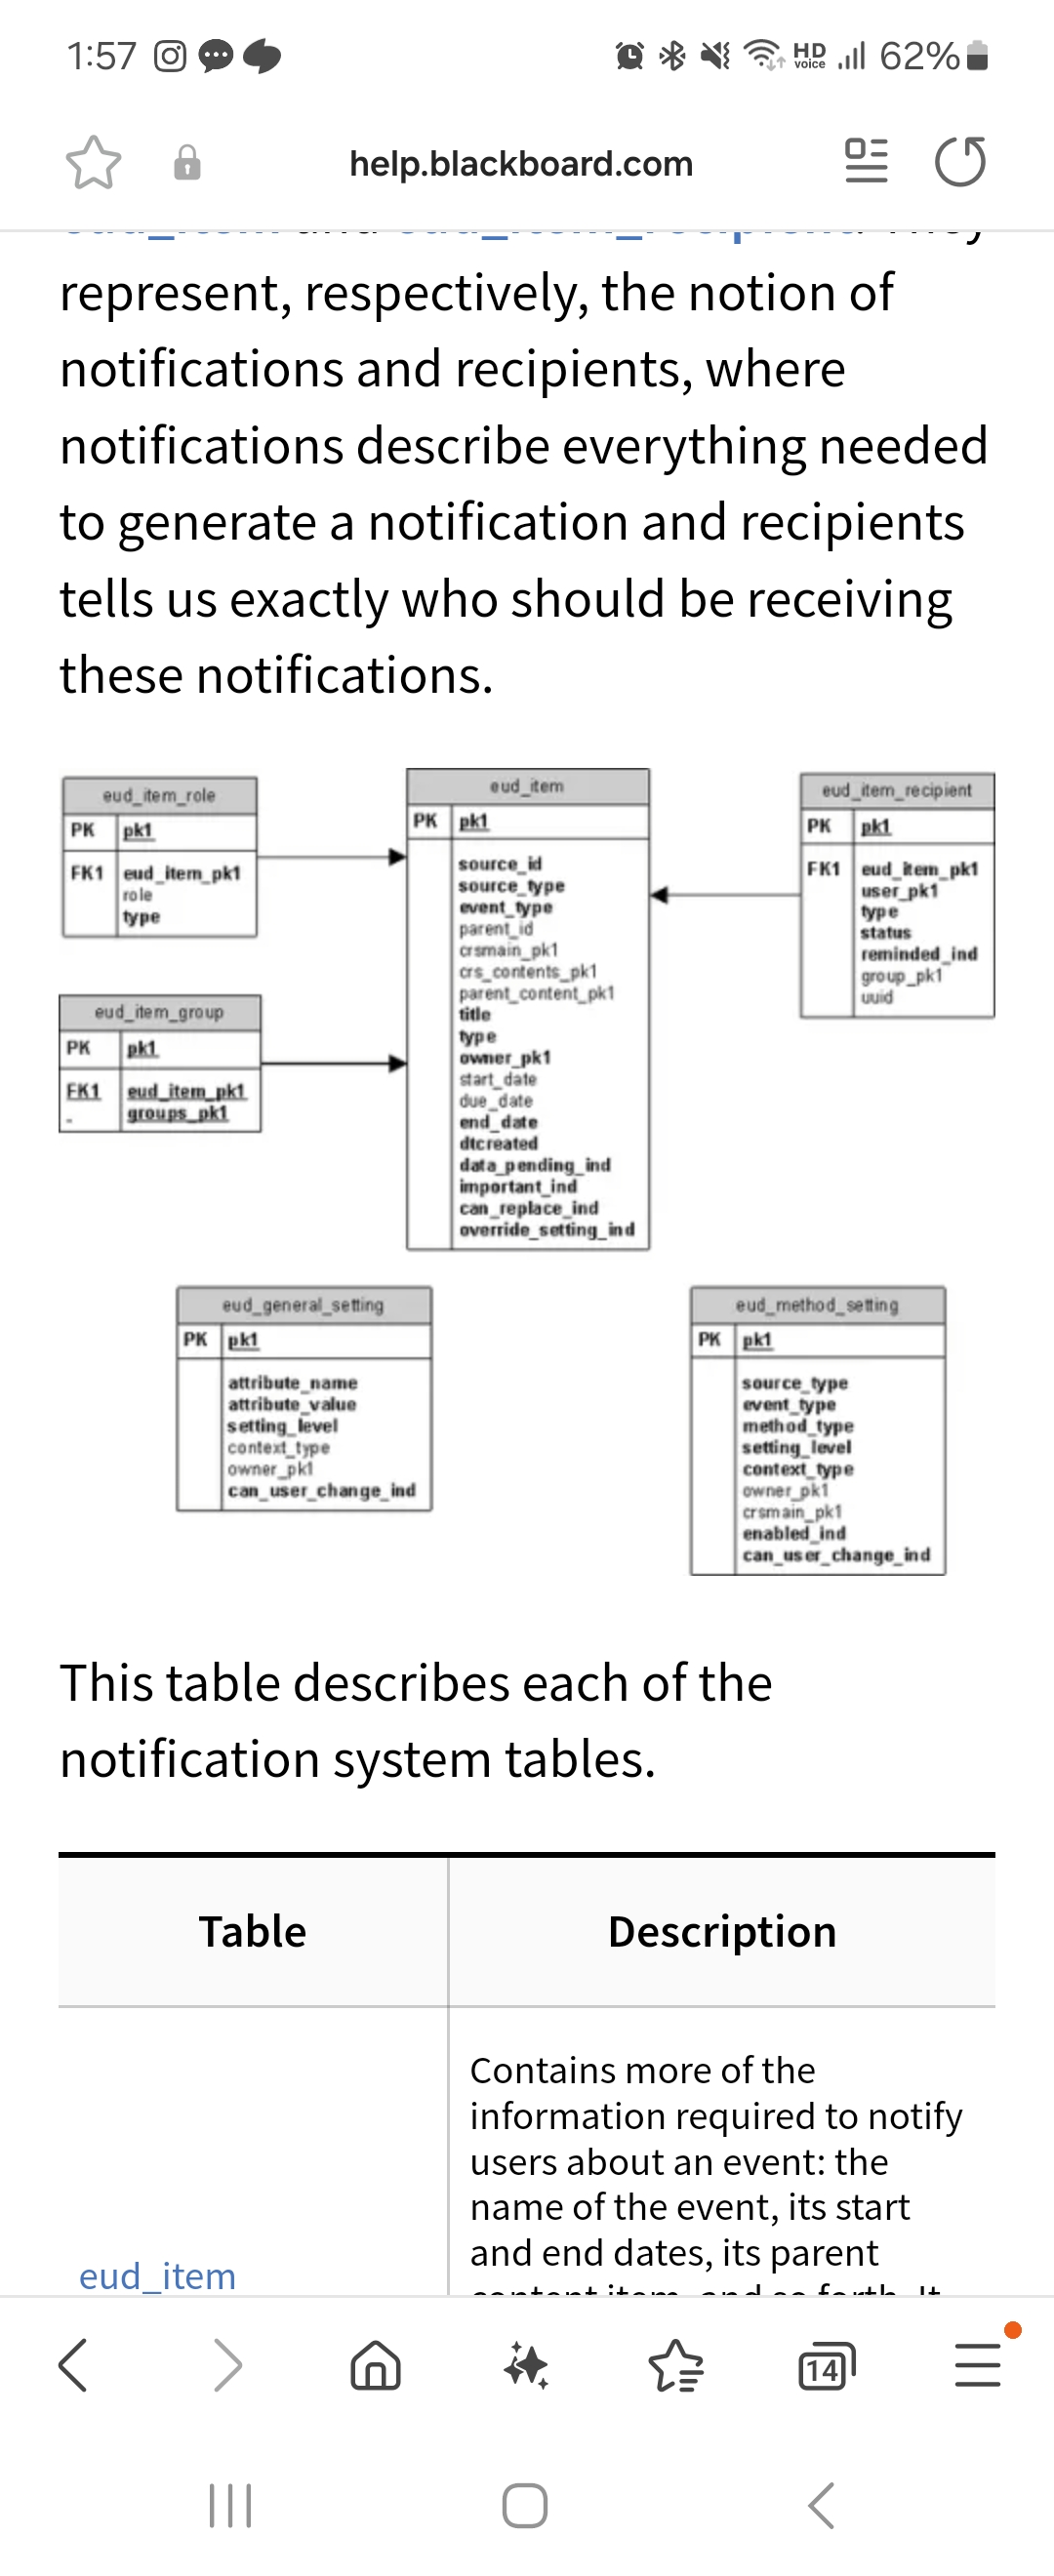 1:57
HD voice 62%
help.blackboard.com
represent, respectively, the notion of
notifications and recipients, where
notifications describe everything needed
to generate a notification and recipients
tells us exactly who should be receiving
these notifications.
eud_item_role
PK pk1
FK1 eud_item_pk1
role
type
eud_item_group
PK pk1
FK1 eud_item_pk1
groups_pk1
eud_item
PK pk1
source_id
source_type
event_type
parent_id
crsmain_pk1
crs_contents_pk1
parent_content_pk1
title
type
owner_pk1
start_date
due_date
end_date
dtcreated
data_pending_ind
important_ind
can_replace_ind
override_setting_ind
eud_item_recipient
PK pk1
FK1 eud_item_pk1
user_pk1
type
status
reminded_ind
group_pk1
uuid
eud_general_setting
PK pk1
attribute_name
attribute_value
setting_level
context_type
owner_pk1
can_user_change_ind
eud_method_setting
PK pk1
source_type
event_type
method_type
setting_level
context_type
owner_pk1
crsmain_pk1
enabled_ind
can_user_change_ind
This table describes each of the
notification system tables.
Table Description
Contains more of the
information required to notify
users about an event: the
name of the event, its start
and end dates, its parent
eud_item
14